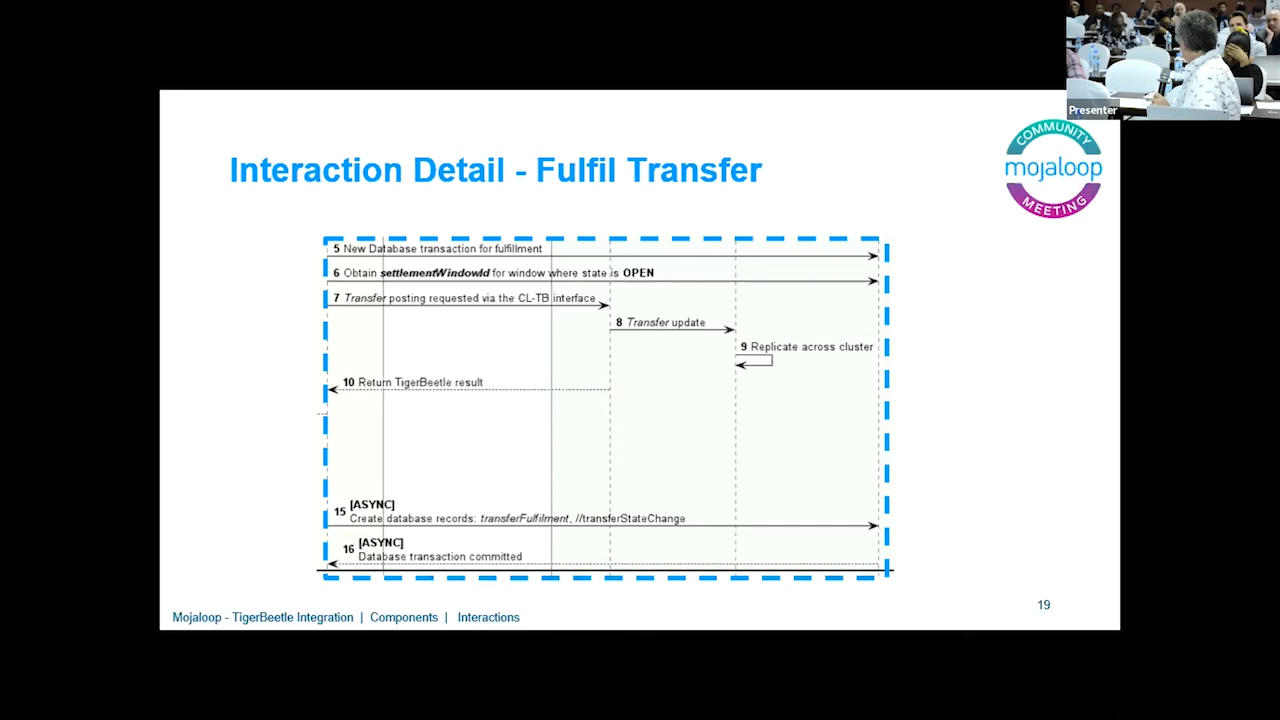 Presenter
COMMUNITY
mojaloop
MEETING
Interaction Detail - Fulfil Transfer
5 New Database transaction for fulfillment
6 Obtain settlementWindowId for window where state is OPEN
7 Transfer posting requested via the CL-TB interface
8 Transfer update
9 Replicate across cluster
10 Return TigerBeetle result
[ASYNC]
15 Create database records: transferFulfilment, //transferStateChange
[ASYNC]
16 Database transaction committed
19
Mojaloop - TigerBeetle Integration | Components | Interactions